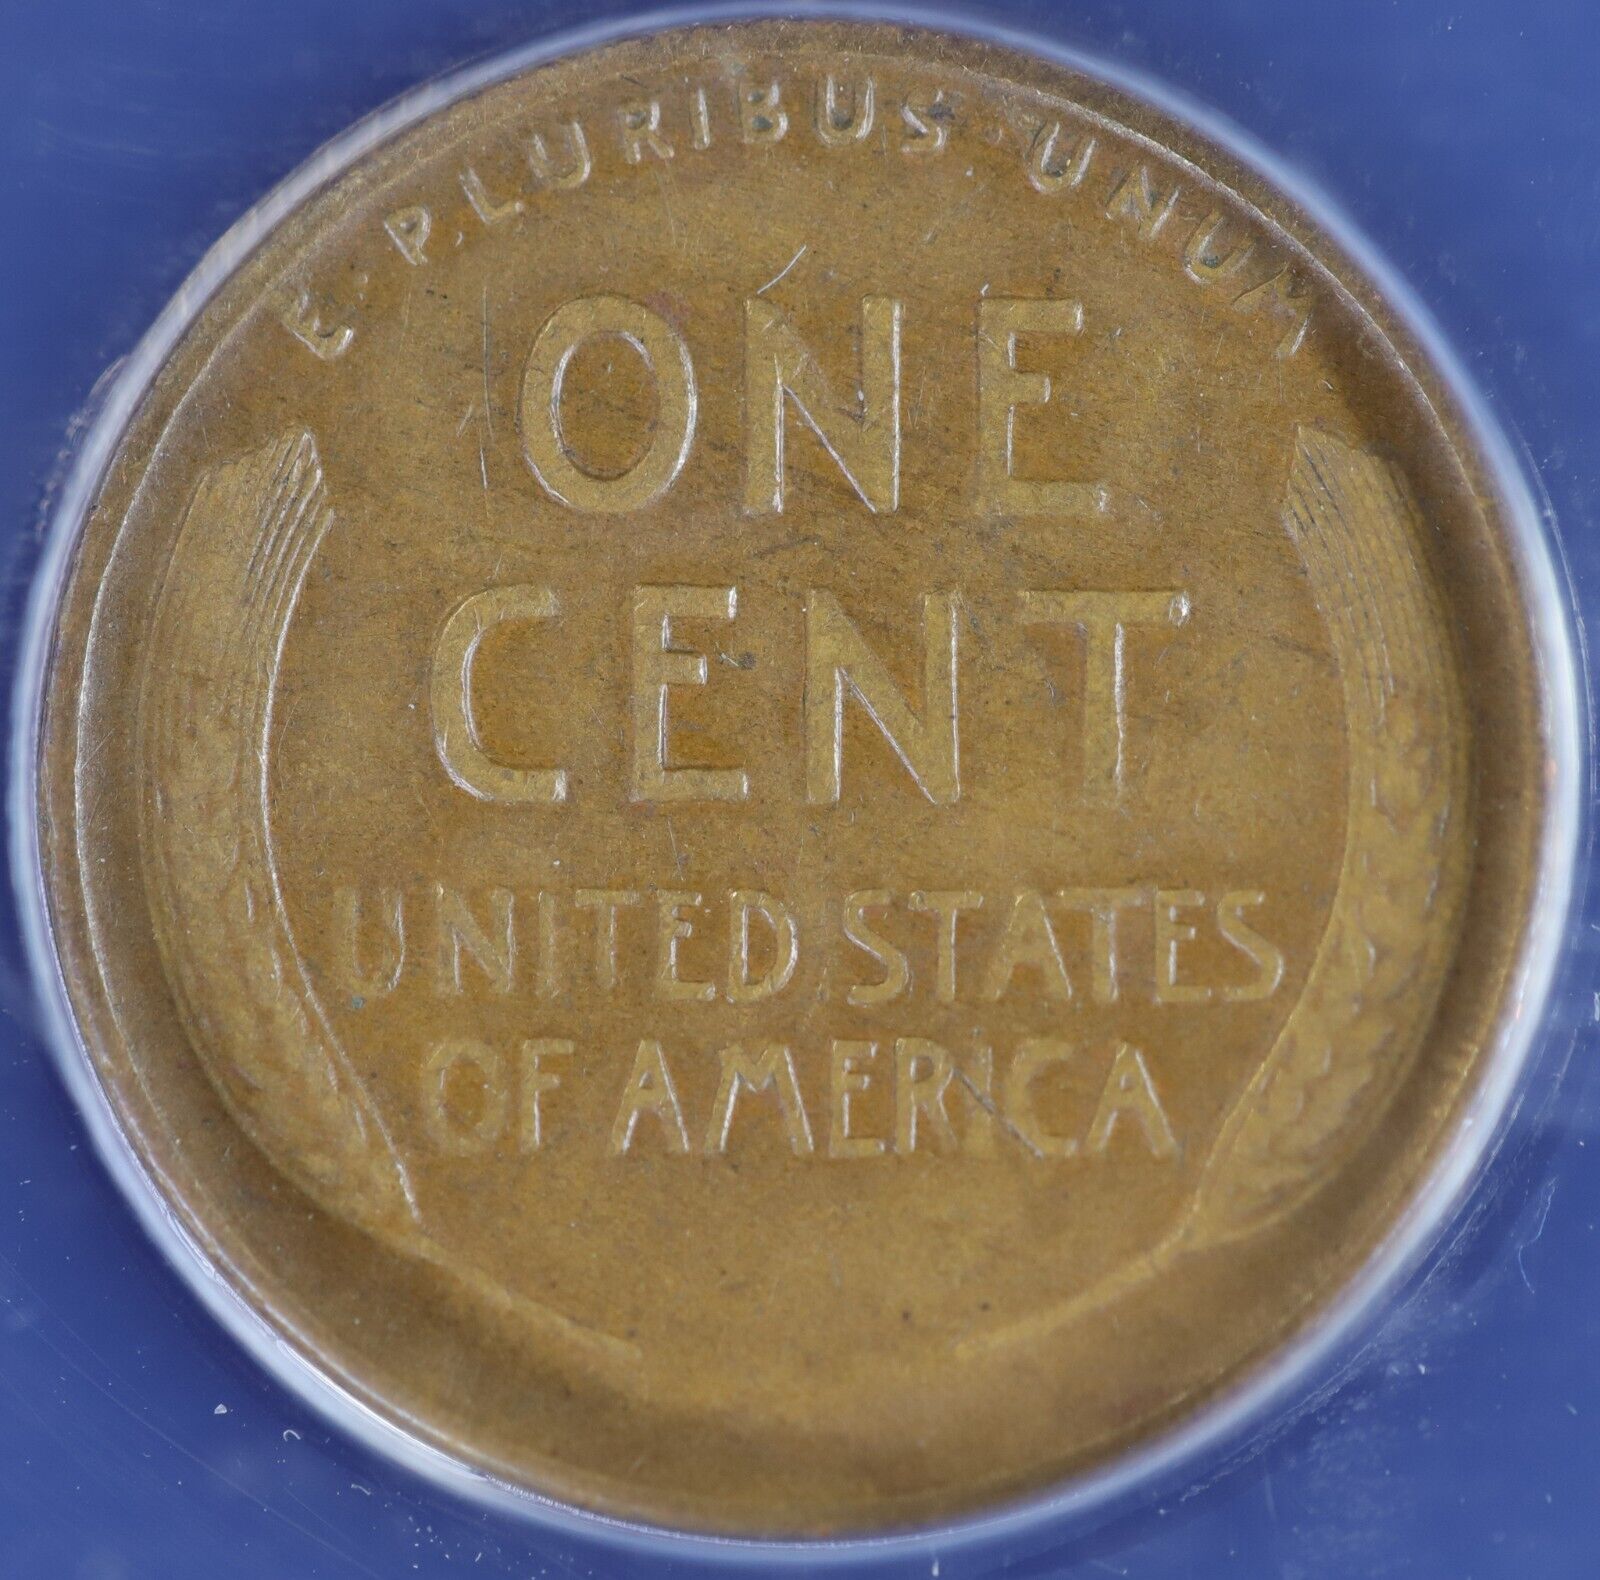 E·PLURIBUS·UNUM
ONE
CENT
UNITED STATES
OF AMERICA